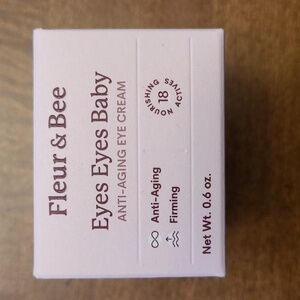 Fleur & Bee
Eyes Eyes Baby
ANTI-AGING EYE CREAM
18 NOURISHING ACTIVES
Anti-Aging
Firming
Net Wt. 0.6 oz.